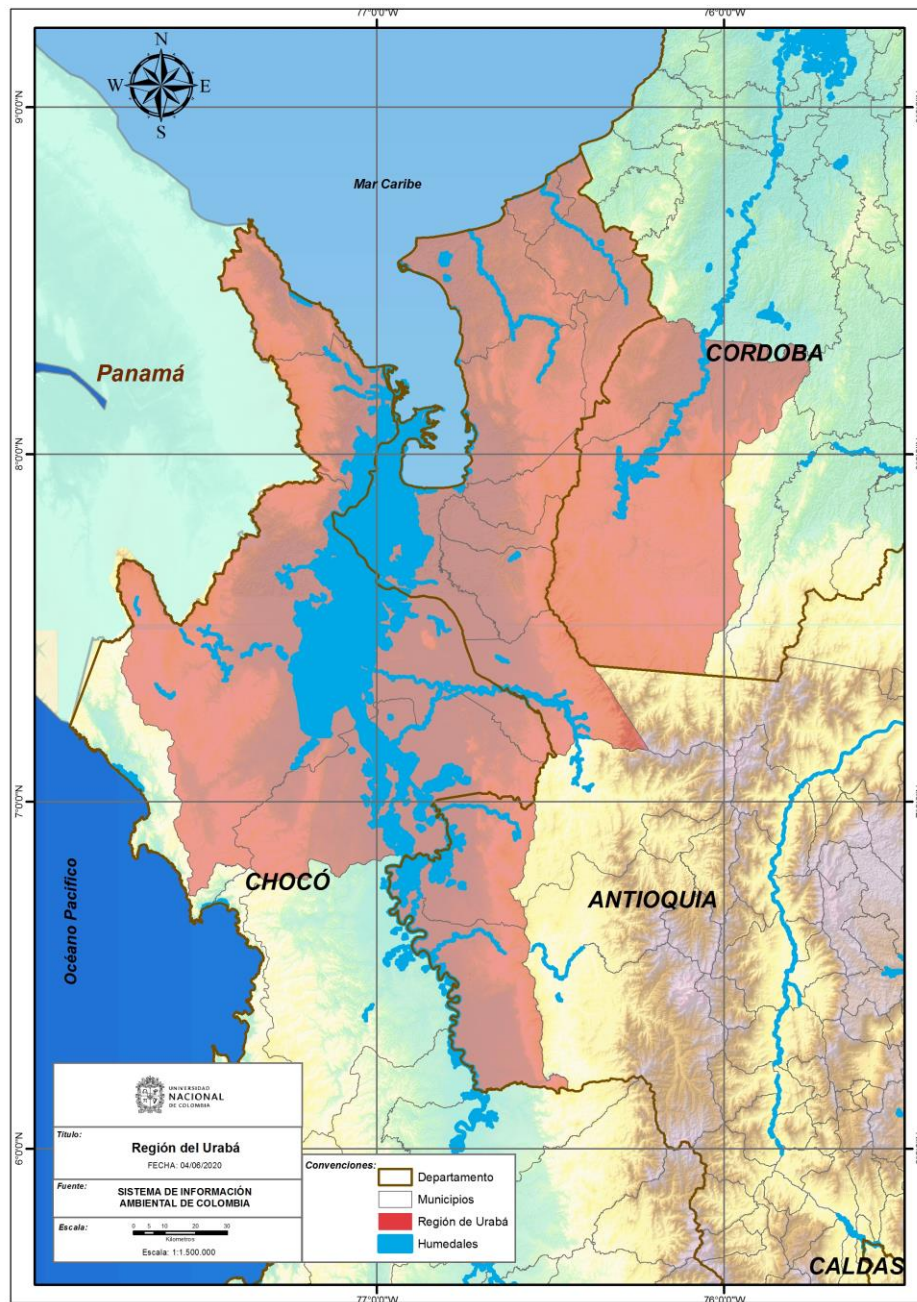 77°0'0"W
76°0'0"W
N
W
E
S
9°0'0"N
Mar Caribe
Panamá
CORDOBA
8°0'0"N
7°0'0"N
CHOCÓ
ANTIOQUIA
Océano Pacífico
6°0'0"N
UNIVERSIDAD
NACIONAL
DE COLOMBIA
Título:
Región del Urabá
FECHA: 04/06/2020
Fuente:
SISTEMA DE INFORMACIÓN
AMBIENTAL DE COLOMBIA
Escala:
0 5 10 20 30
Kilometros
Escala: 1:1.500.000
Convenciones:
Departamento
Municipios
Región de Urabá
Humedales
CALDAS
77°0'0"W
76°0'0"W